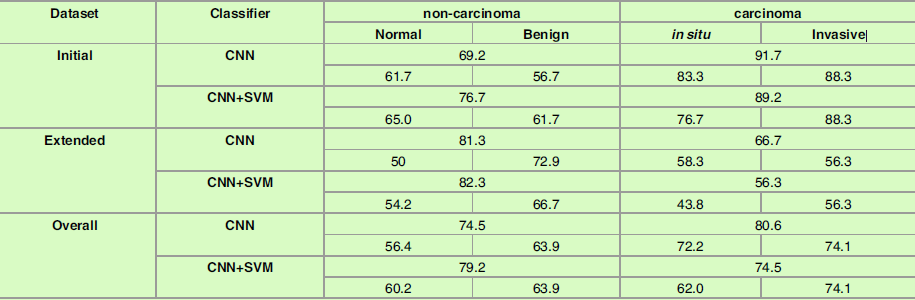 Dataset Classifier non-carcinoma carcinoma
Normal Benign in situ Invasive
Initial CNN 69.2 91.7
61.7 56.7 83.3 88.3
CNN+SVM 76.7 89.2
65.0 61.7 76.7 88.3
Extended CNN 81.3 66.7
50 72.9 58.3 56.3
CNN+SVM 82.3 56.3
54.2 66.7 43.8 56.3
Overall CNN 74.5 80.6
56.4 63.9 72.2 74.1
CNN+SVM 79.2 74.5
60.2 63.9 62.0 74.1